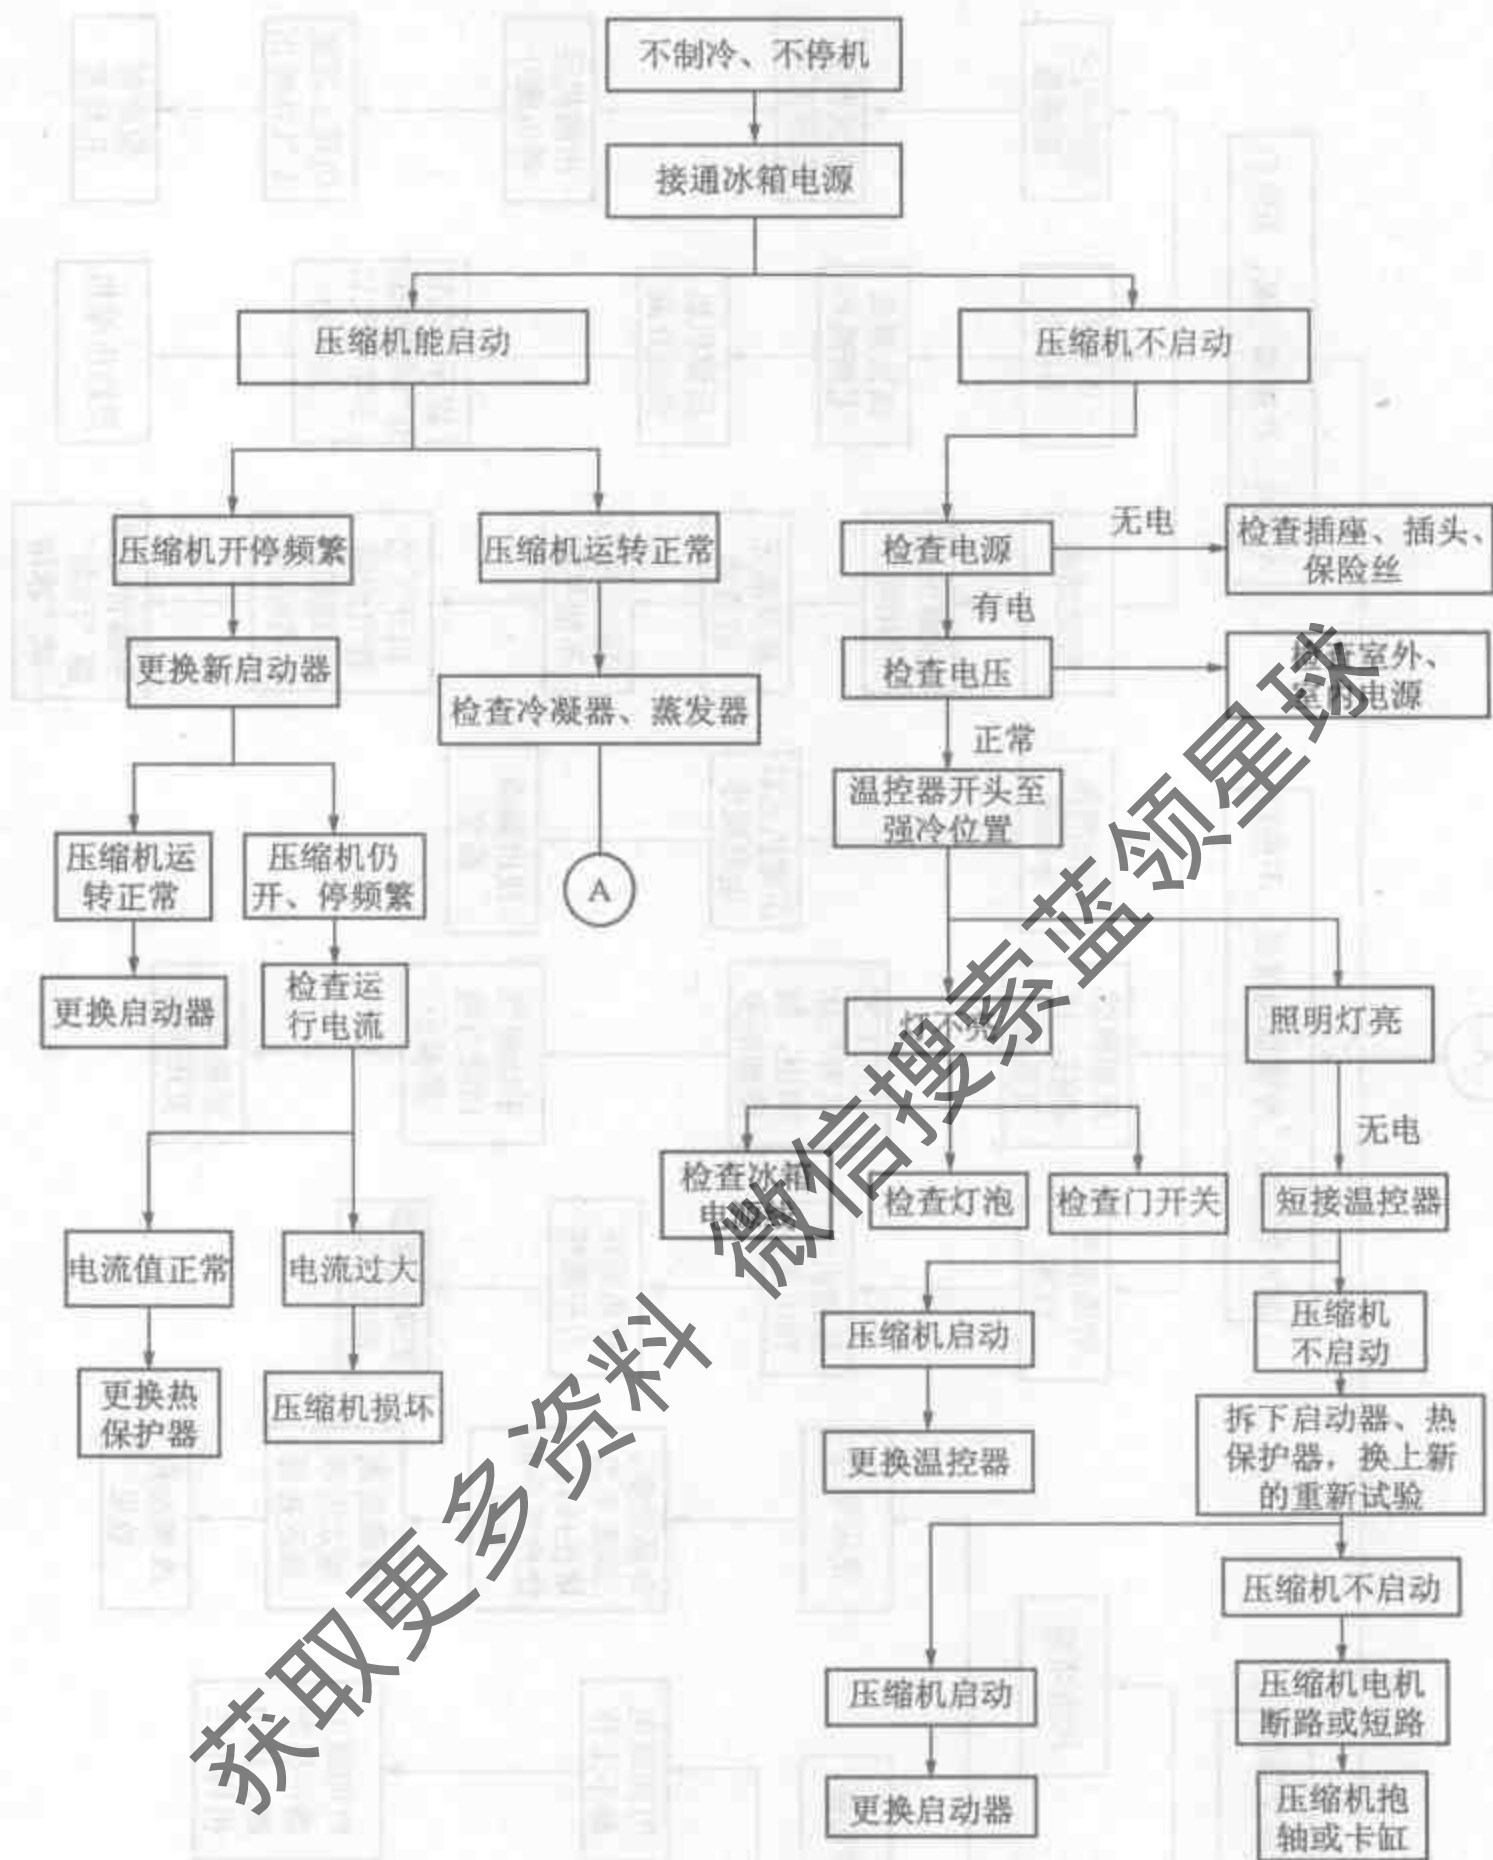 不制冷、不停机
接通冰箱电源
压缩机能启动
压缩机不启动
压缩机开停频繁
压缩机运转正常
检查电源
无电
检查插座、插头、
保险丝
有电
更换新启动器
检查冷凝器、蒸发器
检查电压
检查室外、
室内电源
正常
温控器开头至
强冷位置
压缩机运
转正常
压缩机仍
开、停频繁
A
更换启动器
检查运
行电流
灯不亮
照明灯亮
无电
检查冰箱
电
检查灯泡
检查门开关
短接温控器
电流值正常
电流过大
压缩机启动
压缩机
不启动
更换热
保护器
压缩机损坏
更换温控器
拆下启动器、热
保护器，换上新
的重新试验
压缩机不启动
压缩机启动
压缩机电机
断路或短路
更换启动器
压缩机抱
轴或卡缸
获取更多资料 微信搜索蓝领星球